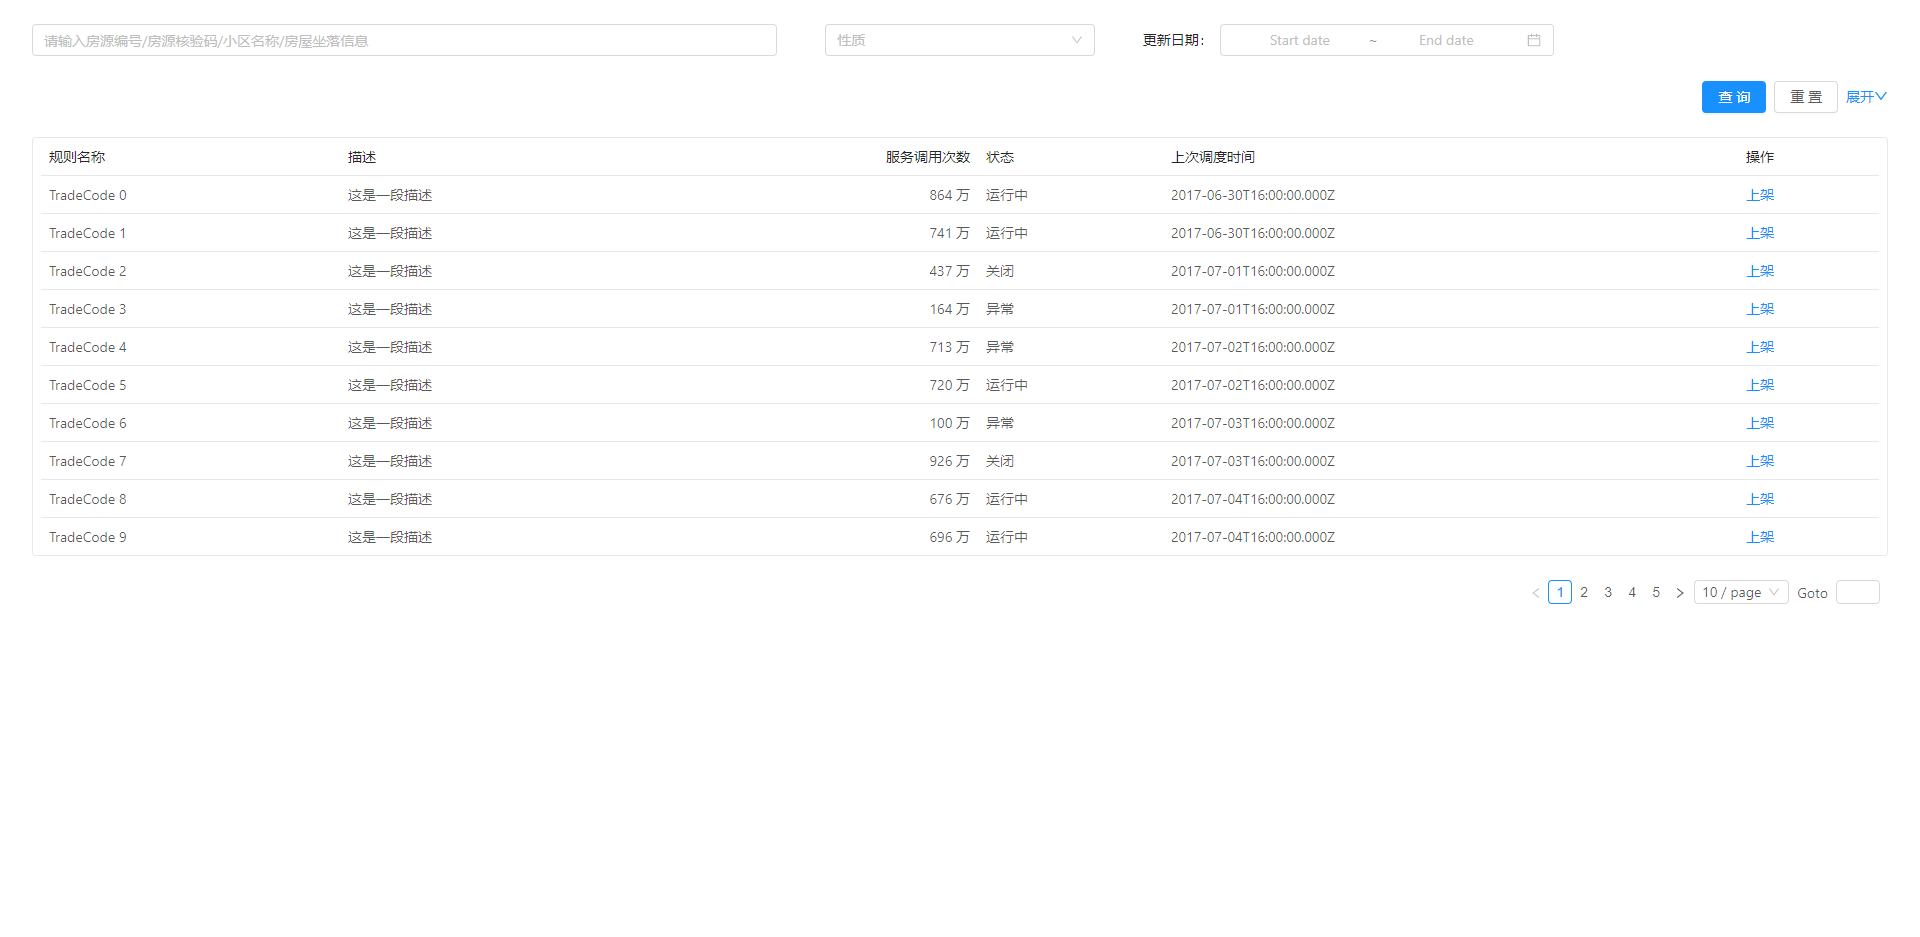 请输入房源编号/房源核验码/小区名称/房屋坐落信息 性质 更新日期: Start date ~ End date
查 询 重 置 展开
规则名称 描述 服务调用次数 状态 上次调度时间 操作
TradeCode 0 这是一段描述 864 万 运行中 2017-06-30T16:00:00.000Z 上架
TradeCode 1 这是一段描述 741 万 运行中 2017-06-30T16:00:00.000Z 上架
TradeCode 2 这是一段描述 437 万 关闭 2017-07-01T16:00:00.000Z 上架
TradeCode 3 这是一段描述 164 万 异常 2017-07-01T16:00:00.000Z 上架
TradeCode 4 这是一段描述 713 万 异常 2017-07-02T16:00:00.000Z 上架
TradeCode 5 这是一段描述 720 万 运行中 2017-07-02T16:00:00.000Z 上架
TradeCode 6 这是一段描述 100 万 异常 2017-07-03T16:00:00.000Z 上架
TradeCode 7 这是一段描述 926 万 关闭 2017-07-03T16:00:00.000Z 上架
TradeCode 8 这是一段描述 676 万 运行中 2017-07-04T16:00:00.000Z 上架
TradeCode 9 这是一段描述 696 万 运行中 2017-07-04T16:00:00.000Z 上架
< 1 2 3 4 5 > 10 / page Goto